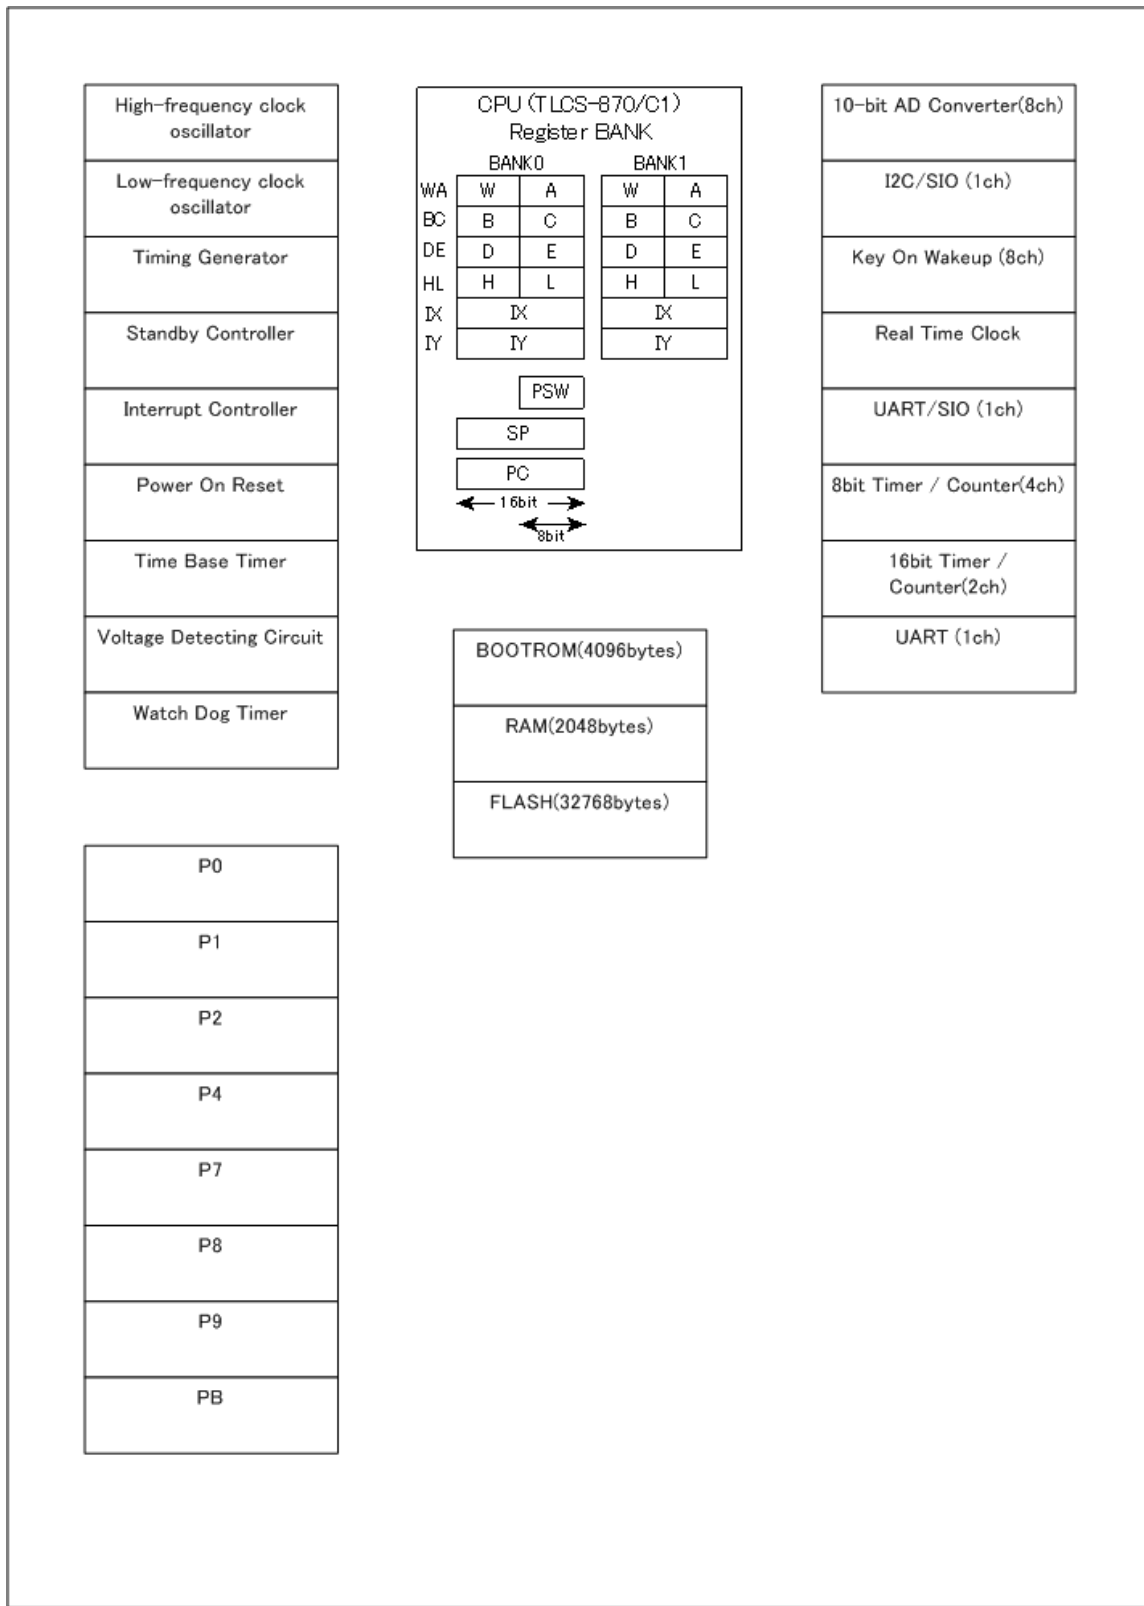 High-frequency clock
oscillator
Low-frequency clock
oscillator
Timing Generator
Standby Controller
Interrupt Controller
Power On Reset
Time Base Timer
Voltage Detecting Circuit
Watch Dog Timer
P0
P1
P2
P4
P7
P8
P9
PB
CPU (TLCS-870/C1)
Register BANK
BANK0 BANK1
WA W A W A
BC B C B C
DE D E D E
HL H L H L
IX IX IX
IY IY IY
PSW
SP
PC
16bit
8bit
BOOTROM(4096bytes)
RAM(2048bytes)
FLASH(32768bytes)
10-bit AD Converter(8ch)
I2C/SIO (1ch)
Key On Wakeup (8ch)
Real Time Clock
UART/SIO (1ch)
8bit Timer / Counter(4ch)
16bit Timer /
Counter(2ch)
UART (1ch)